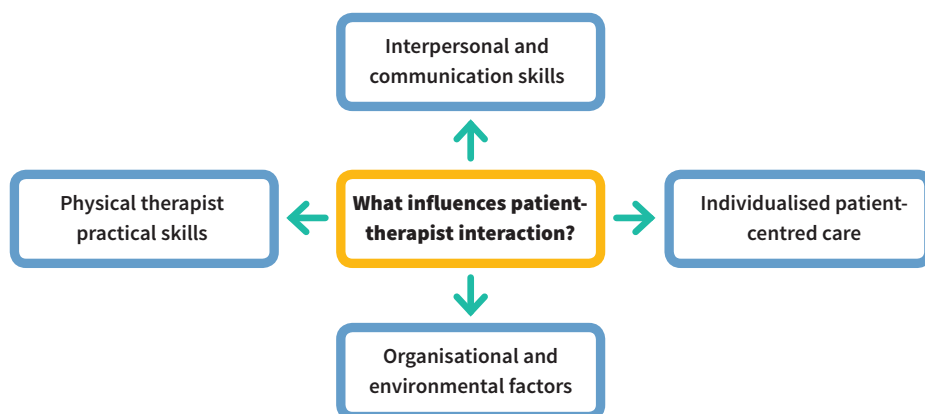 Interpersonal and
communication skills
Physical therapist
practical skills
What influences patient-
therapist interaction?
Individualised patient-
centred care
Organisational and
environmental factors